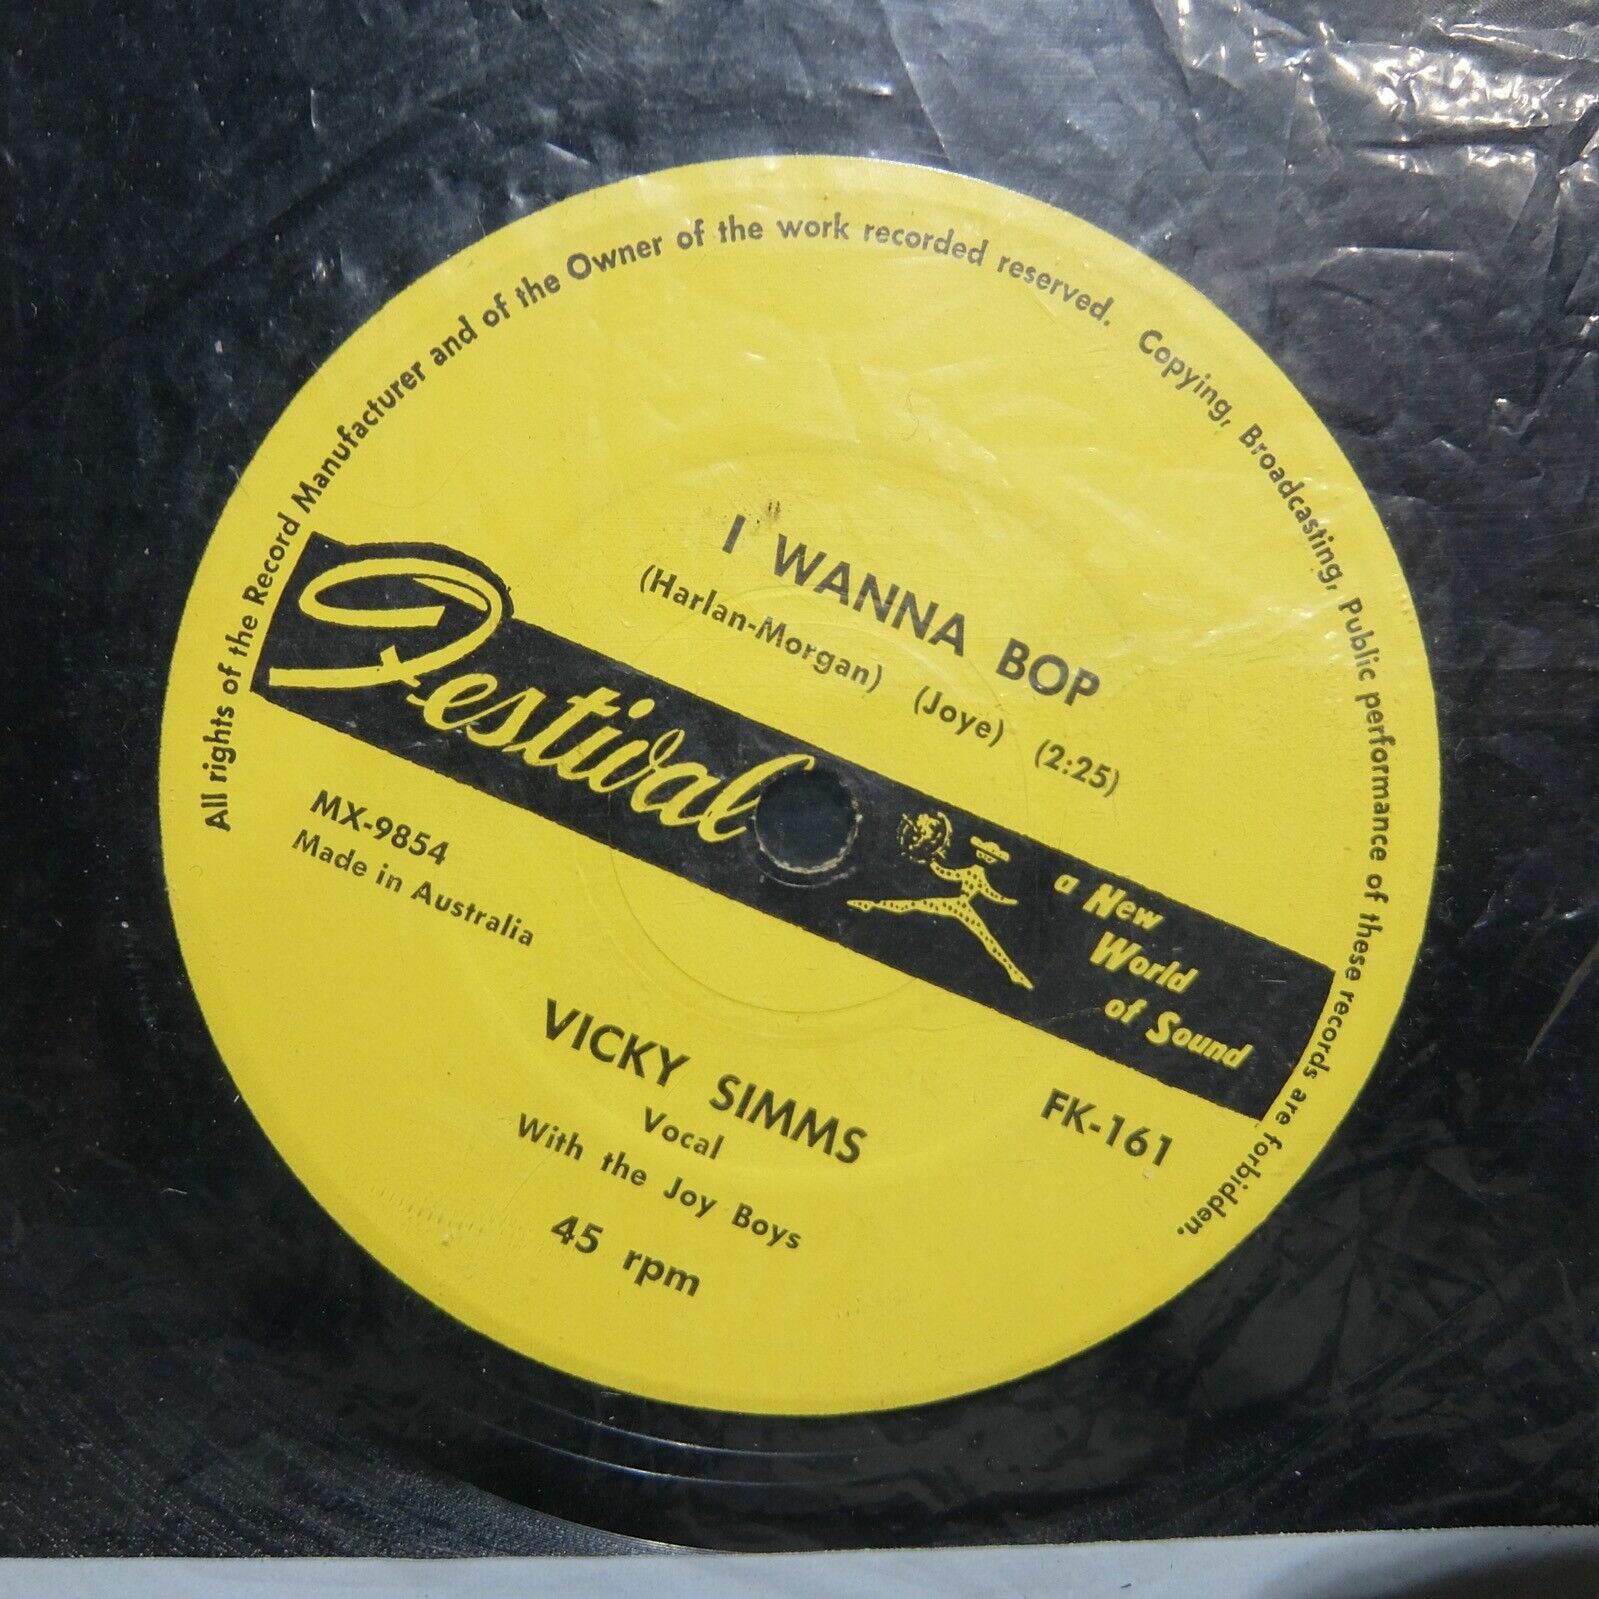 All rights of the Record Manufacturer and of the Owner of the work recorded reserved. Copying, Broadcasting, Public performance of these records are forbidden.
I WANNA BOP
(Harlan-Morgan) (Joye) (2:25)
Festival
a New
World
of Sound
MX-9854
Made in Australia
FK-161
VICKY SIMMS
Vocal
With the Joy Boys
45 rpm